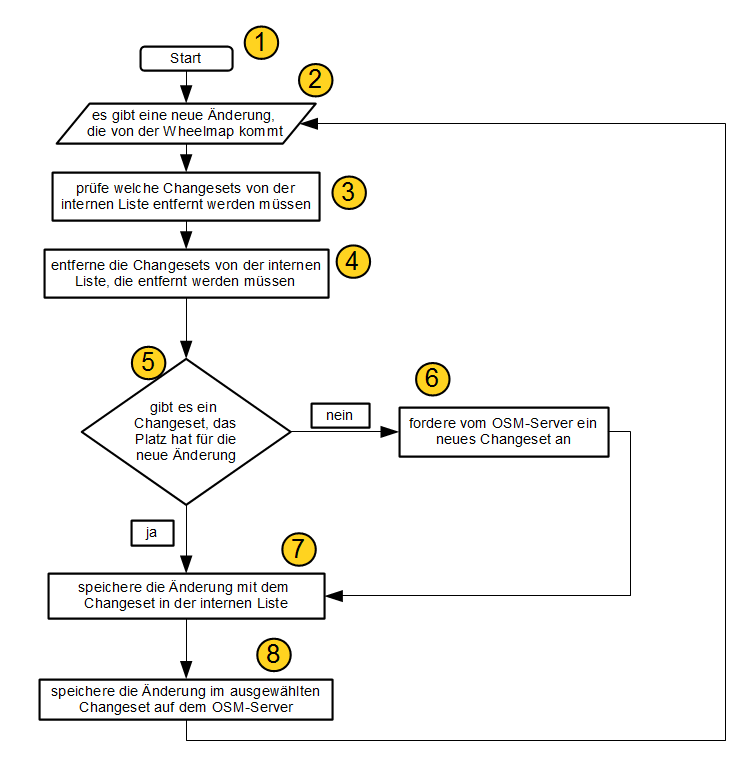 1
Start
2
es gibt eine neue Änderung,
die von der Wheelmap kommt
3
prüfe welche Changesets von der
internen Liste entfernt werden müssen
4
entferne die Changesets von der internen
Liste, die entfernt werden müssen
5
gibt es ein
Changeset, das
Platz hat für die
neue Änderung
nein
6
fordere vom OSM-Server ein
neues Changeset an
ja
7
speichere die Änderung mit dem
Changeset in der internen Liste
8
speichere die Änderung im ausgewählten
Changeset auf dem OSM-Server